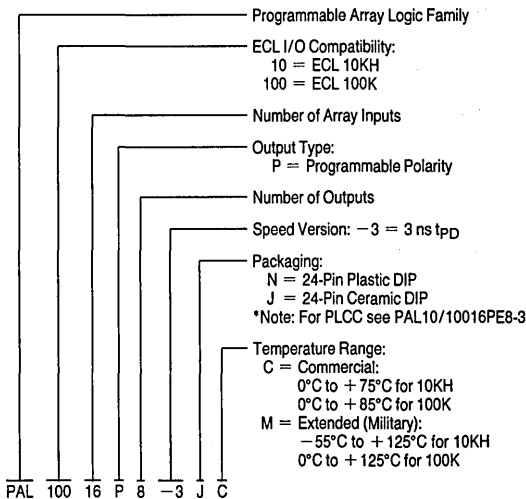 Programmable Array Logic Family
ECL I/O Compatibility:
10 = ECL 10KH
100 = ECL 100K
Number of Array Inputs
Output Type:
P = Programmable Polarity
Number of Outputs
Speed Version: −3 = 3 ns tPD
Packaging:
N = 24-Pin Plastic DIP
J = 24-Pin Ceramic DIP
*Note: For PLCC see PAL10/10016PE8-3
Temperature Range:
C = Commercial:
0°C to +75°C for 10KH
0°C to +85°C for 100K
M = Extended (Military):
−55°C to +125°C for 10KH
0°C to +125°C for 100K
PAL 100 16 P 8 −3 J C